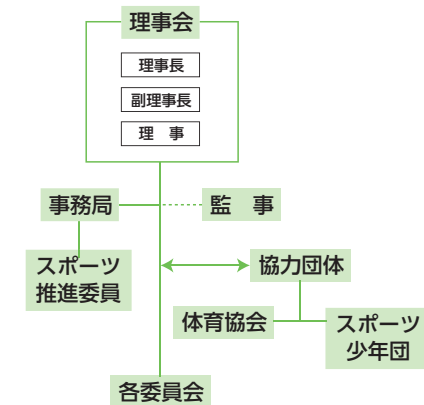 理事会
理事長
副理事長
理　事
事務局
監　事
スポーツ
推進委員
協力団体
体育協会
スポーツ
少年団
各委員会